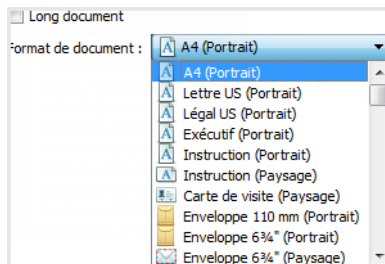 Long document
Format de document : A4 (Portrait)
A4 (Portrait)
Lettre US (Portrait)
Légal US (Portrait)
Exécutif (Portrait)
Instruction (Portrait)
Instruction (Paysage)
Carte de visite (Paysage)
Enveloppe 110 mm (Portrait)
Enveloppe 6¾" (Portrait)
Enveloppe 6¾" (Paysage)